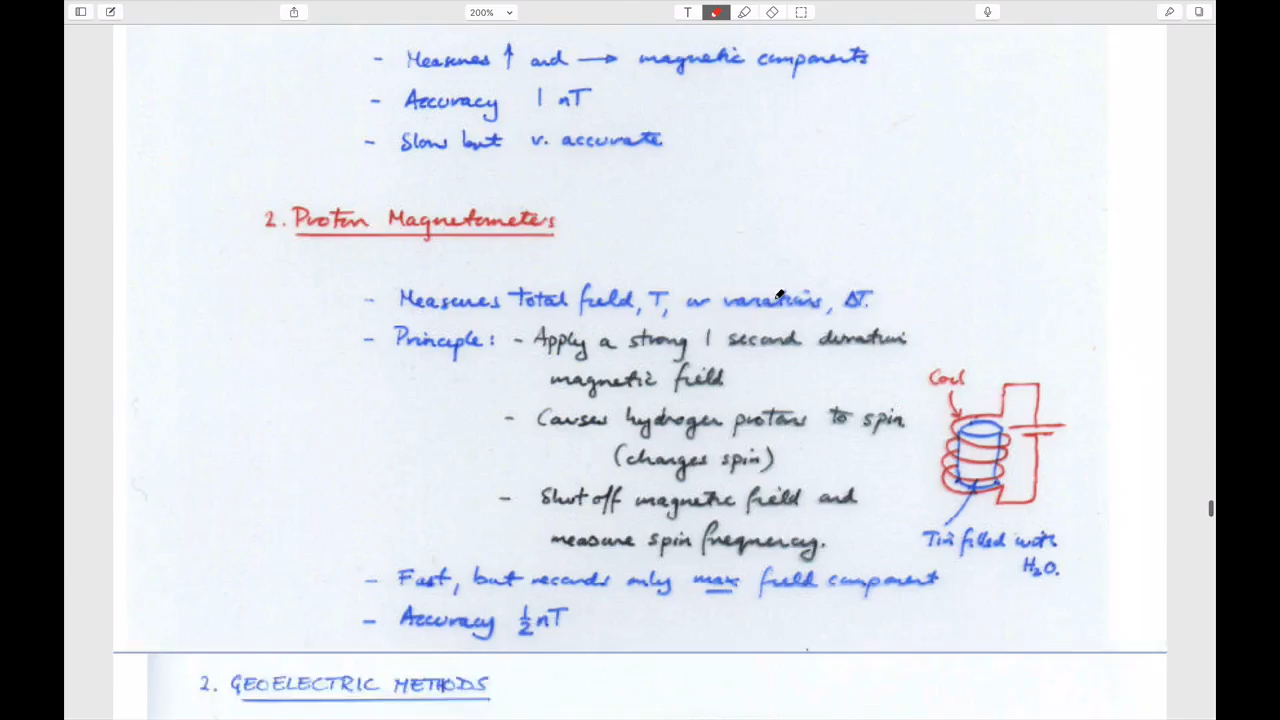 200%
T
- Measures ↑ and → magnetic components
- Accuracy 1 nT
- Slow but v. accurate
2. Proton Magnetometers
- Measures total field, T, or variations, ΔT.
- Principle: - Apply a strong 1 second duration
magnetic field
- Causes hydrogen protons to spin
(changes spin)
- Shut off magnetic field and
measure spin frequency.
Coil
Tin filled with
H₂O.
- Fast, but records only max field component
- Accuracy ½ nT
2. GEOELECTRIC METHODS